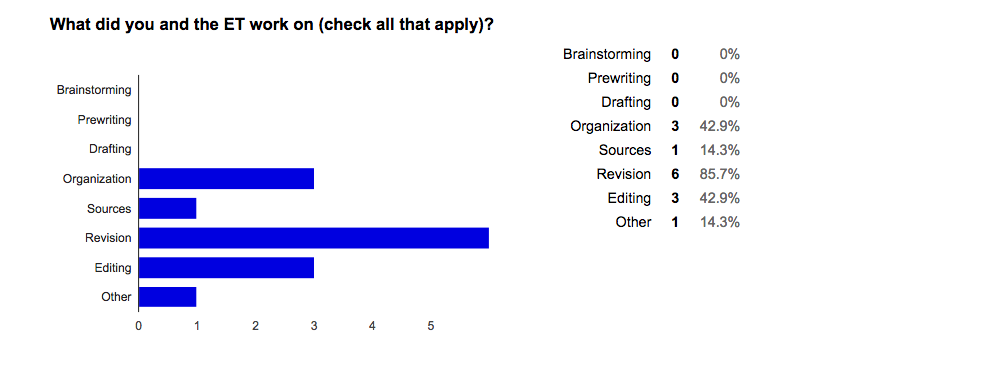 What did you and the ET work on (check all that apply)?
Brainstorming
Prewriting
Drafting
Organization
Sources
Revision
Editing
Other
0 1 2 3 4 5
Brainstorming 0 0%
Prewriting 0 0%
Drafting 0 0%
Organization 3 42.9%
Sources 1 14.3%
Revision 6 85.7%
Editing 3 42.9%
Other 1 14.3%